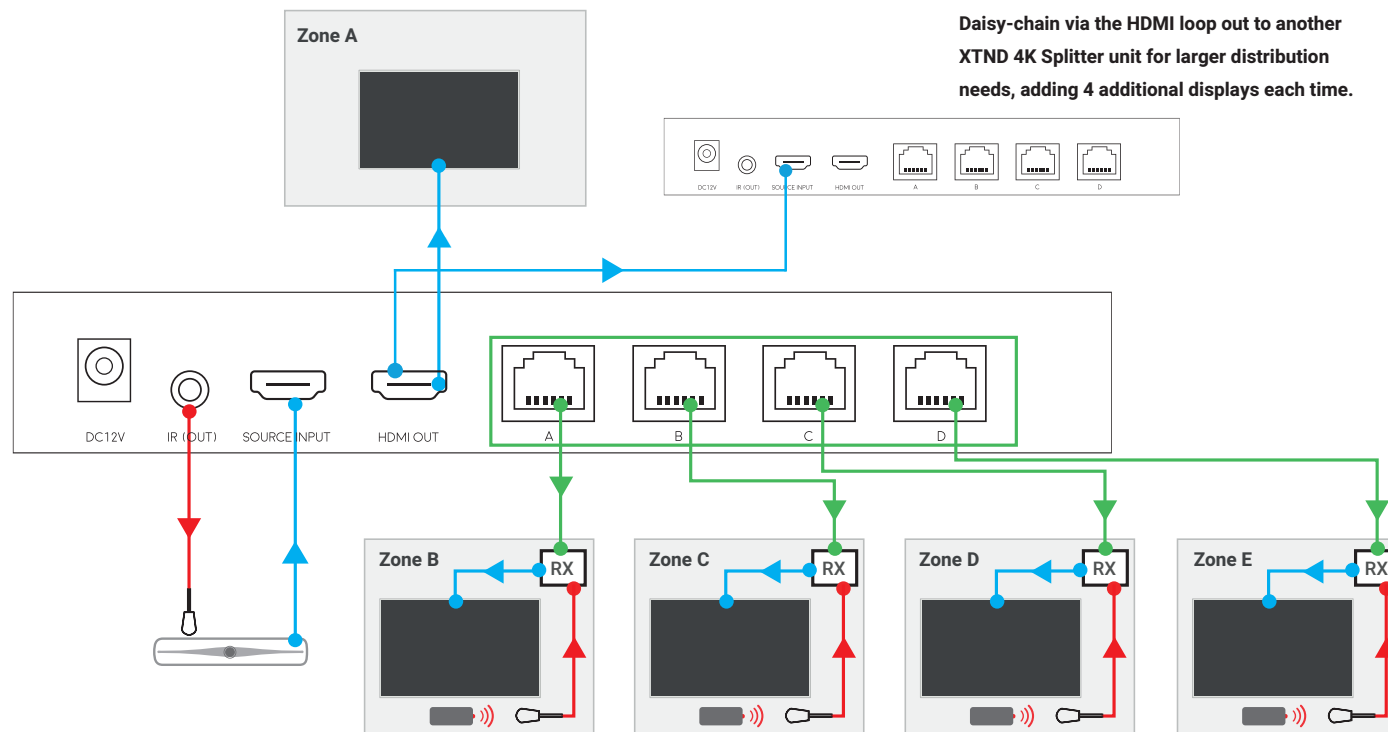 Zone A
Daisy-chain via the HDMI loop out to another
XTND 4K Splitter unit for larger distribution
needs, adding 4 additional displays each time.
DC12V IR (OUT) SOURCE INPUT HDMI OUT A B C D
DC12V IR (OUT) SOURCE INPUT HDMI OUT A B C D
Zone B RX Zone C RX Zone D RX Zone E RX